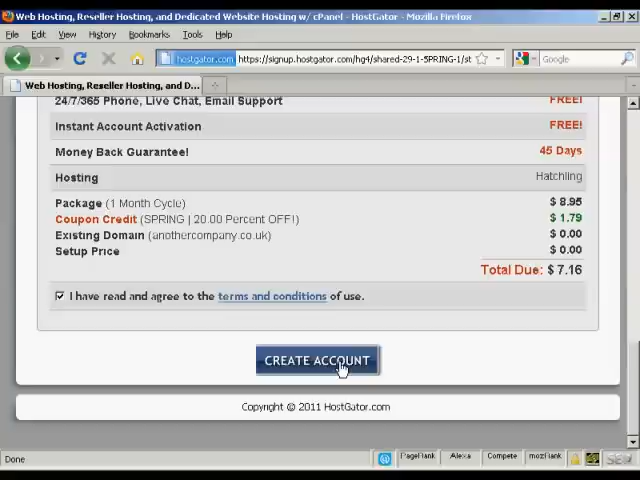 Web Hosting, Reseller Hosting, and Dedicated Website Hosting w/ cPanel - HostGator - Mozilla Firefox
File Edit View History Bookmarks Tools Help
hostgator.com https://signup.hostgator.com/hg4/shared-29-1-SPRING-1/st Google
Web Hosting, Reseller Hosting, and D...
24/7/365 Phone, Live Chat, Email Support FREE!
Instant Account Activation FREE!
Money Back Guarantee! 45 Days
Hosting Hatchling
Package (1 Month Cycle) $ 8.95
Coupon Credit (SPRING | 20.00 Percent OFF!) $ 1.79
Existing Domain (anothercompany.co.uk) $ 0.00
Setup Price $ 0.00
Total Due: $ 7.16
I have read and agree to the terms and conditions of use.
CREATE ACCOUNT
Copyright © 2011 HostGator.com
Done PageRank Alexa Compete mozRank